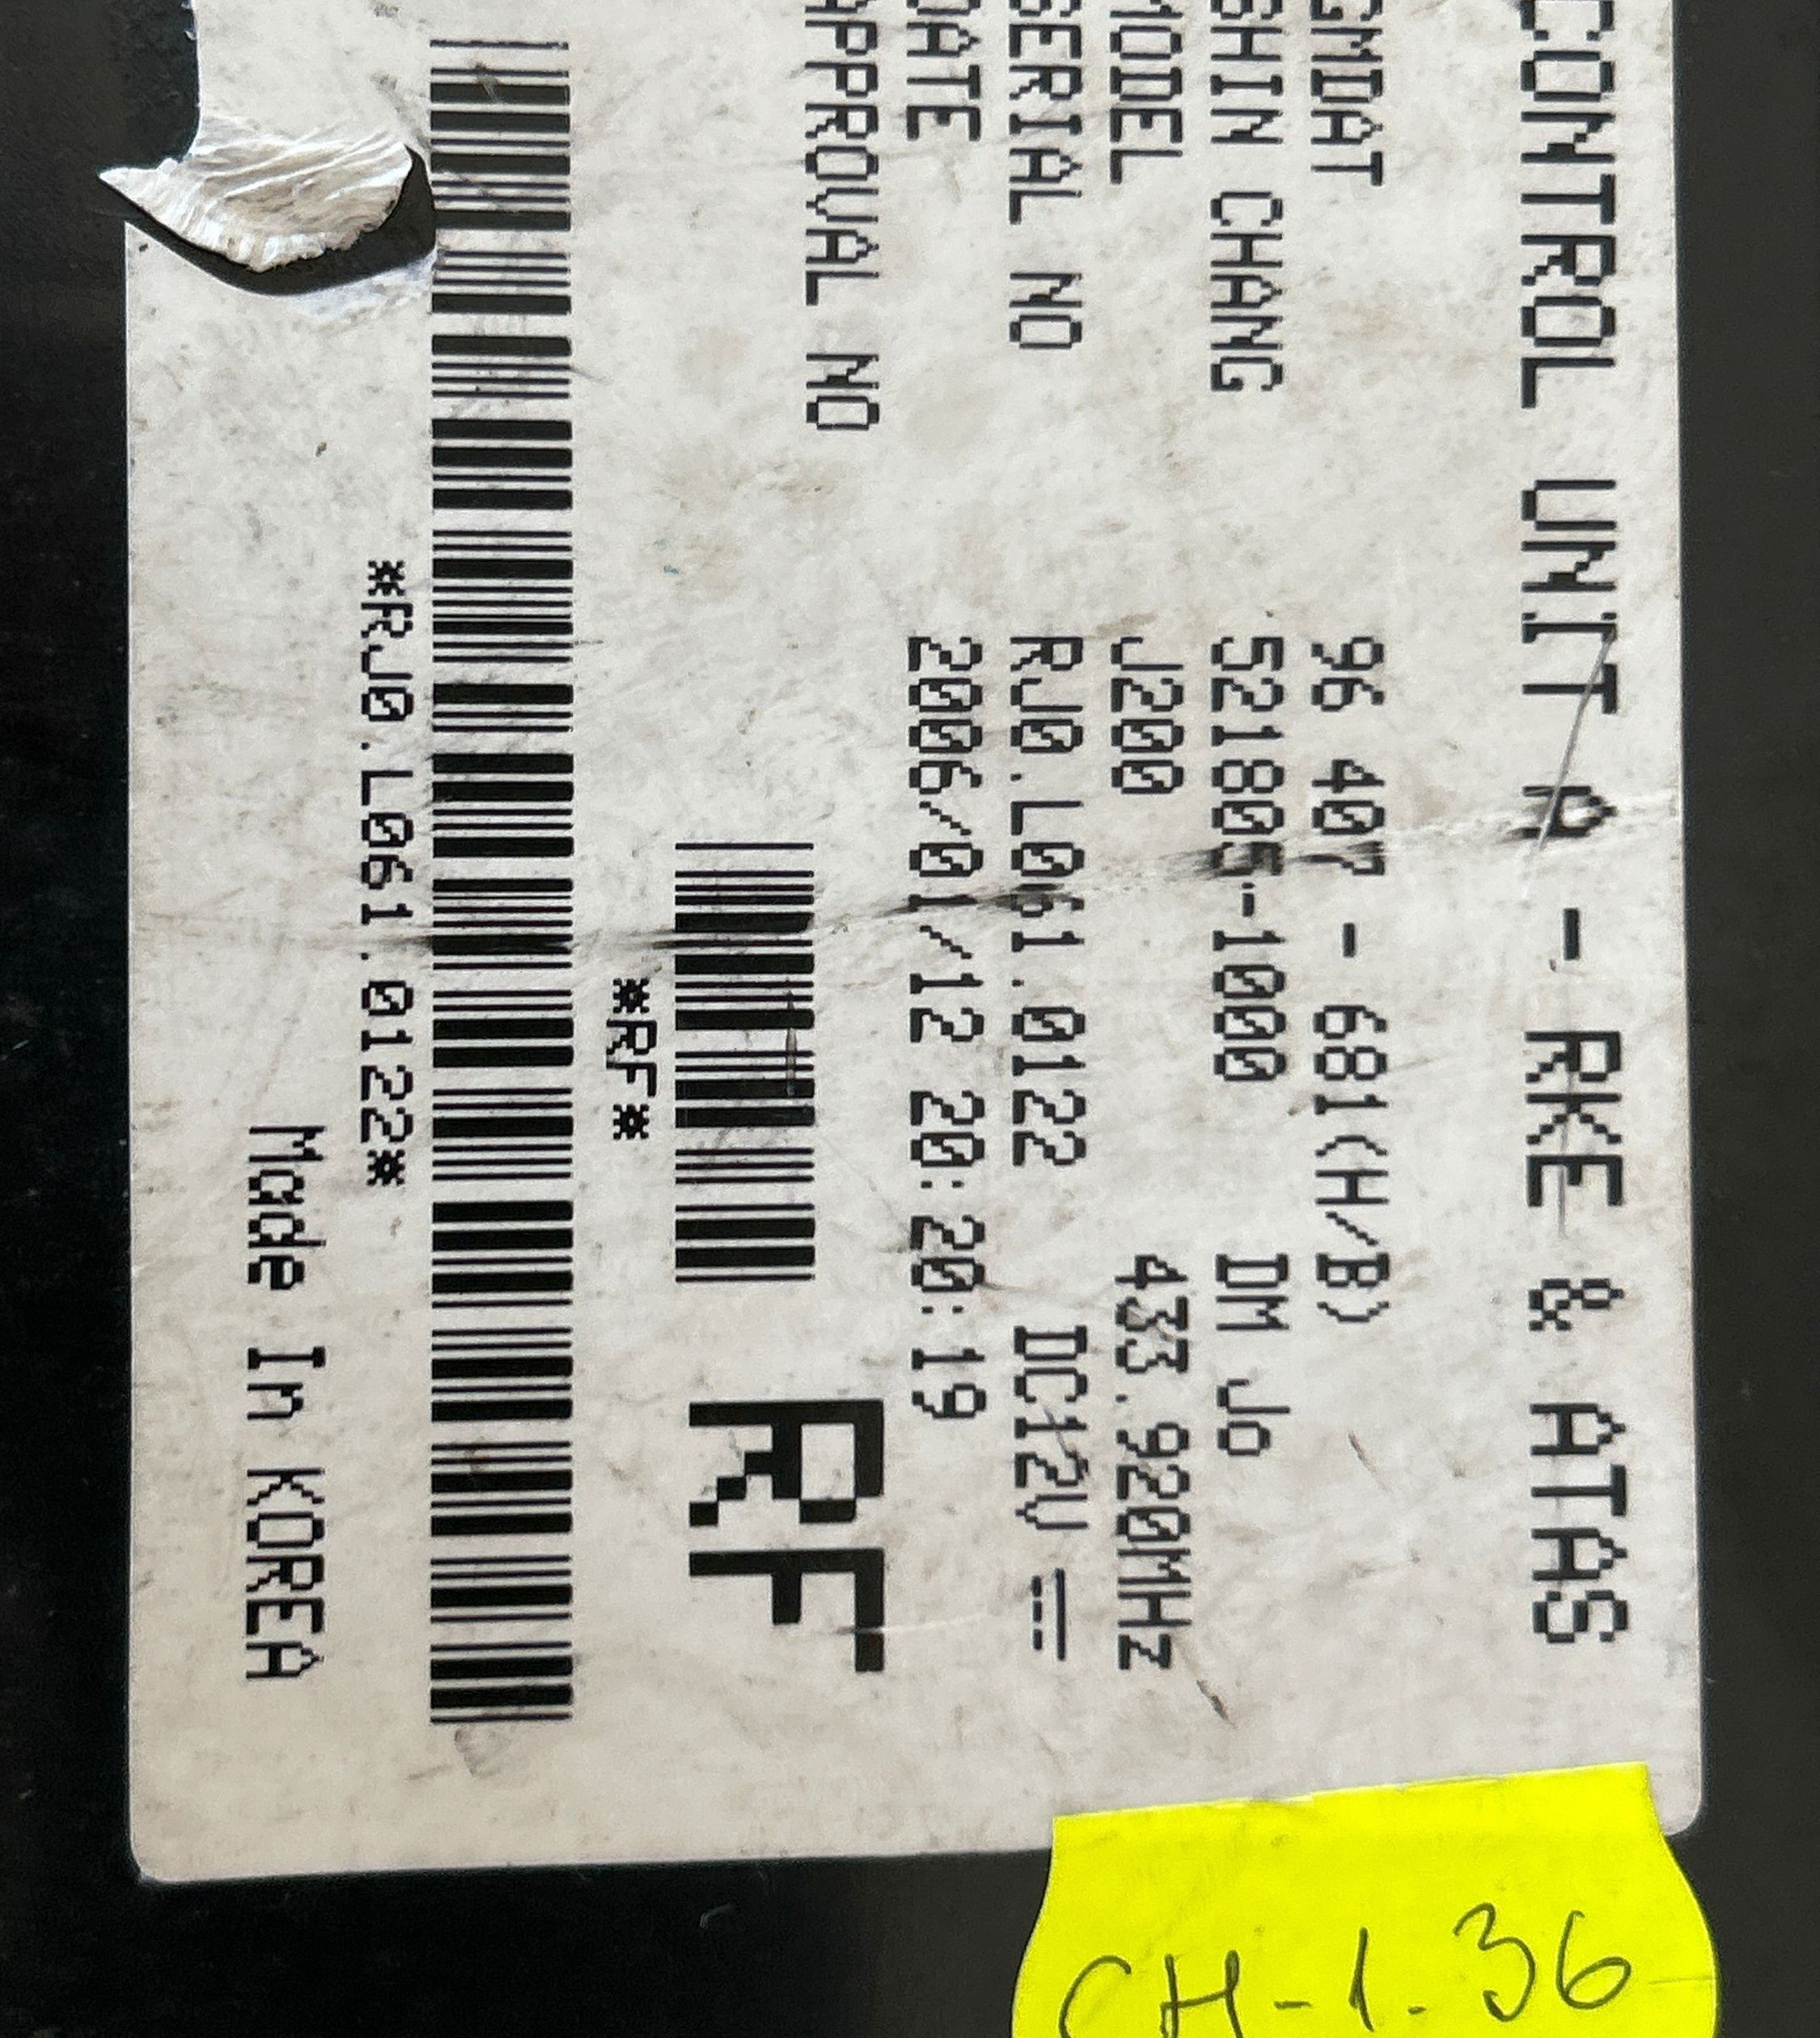 CONTROL UNIT A - RKE & ATAS
GMDAT 96 407 - 681(H/B)
SHIN CHANG 521805-1000 DM Jo
MODEL J200 433.920MHz
SERIAL NO RJ0.L061.0122 DC12V
DATE 2006/01/12 20:20:19
APPROVAL NO
RF
*RF*
*RJ0.L061.0122*
Made In KOREA
CH-1.36